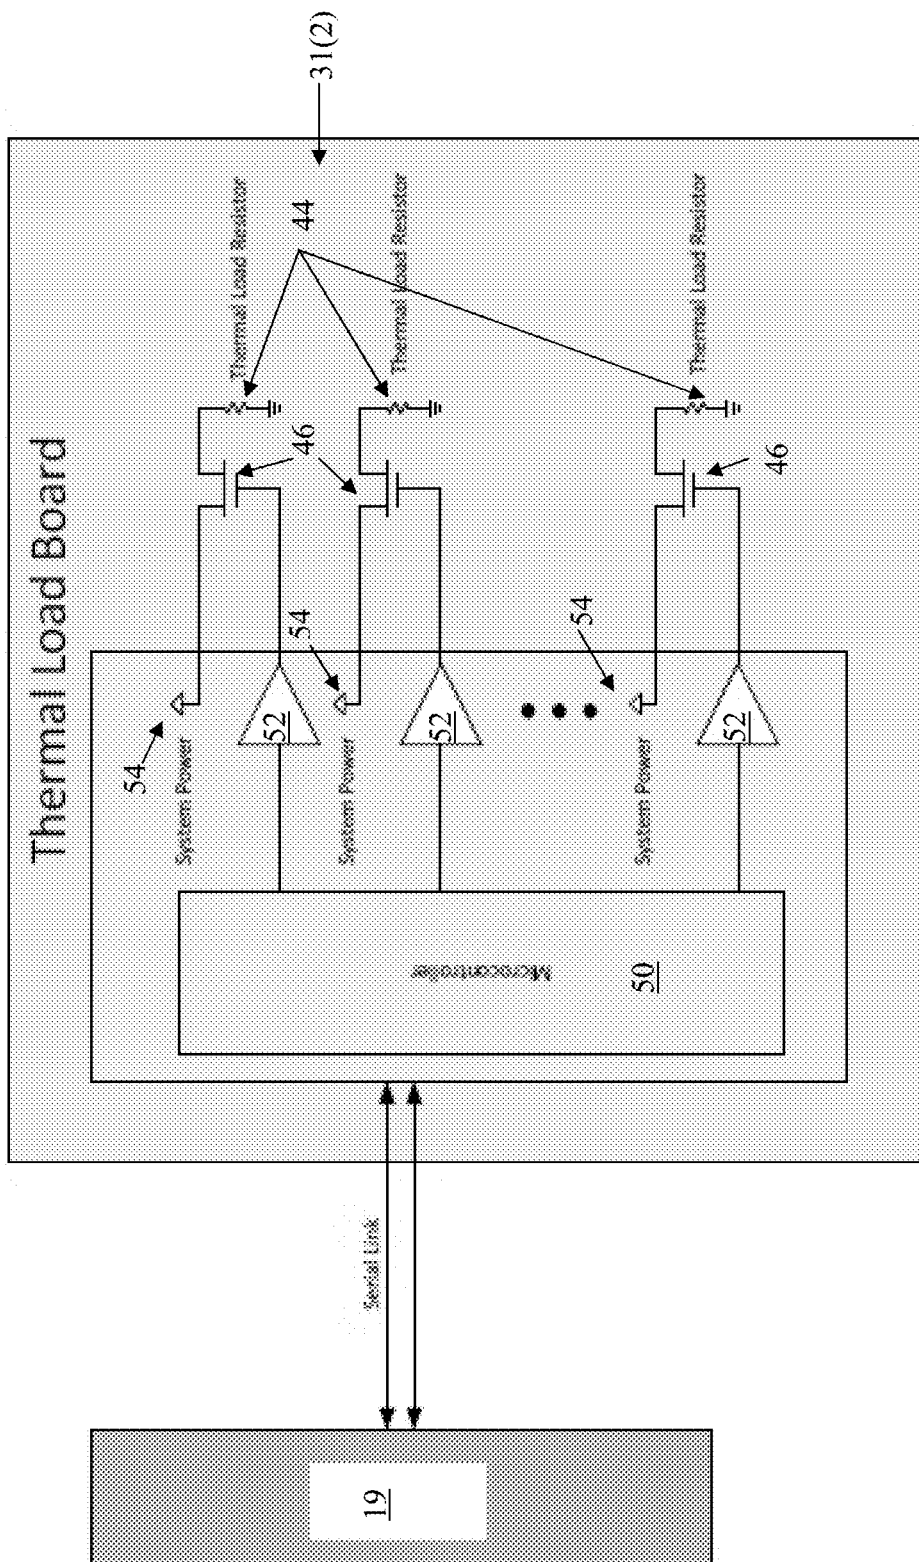 Thermal Load Board
31(2)
44
Thermal Load Resistor
Thermal Load Resistor
Thermal Load Resistor
46
46
54
54
54
System Power
System Power
System Power
52
52
52
Microcontroller
50
Serial Link
19